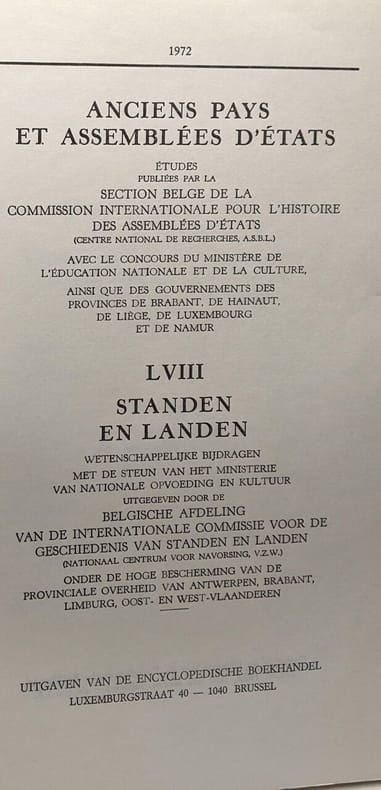 1972
ANCIENS PAYS
ET ASSEMBLÉES D'ÉTATS
ÉTUDES
PUBLIÉES PAR LA
SECTION BELGE DE LA
COMMISSION INTERNATIONALE POUR L'HISTOIRE
DES ASSEMBLÉES D'ÉTATS
(CENTRE NATIONAL DE RECHERCHES, A.S.B.L.)
AVEC LE CONCOURS DU MINISTÈRE DE
L'ÉDUCATION NATIONALE ET DE LA CULTURE,
AINSI QUE DES GOUVERNEMENTS DES
PROVINCES DE BRABANT, DE HAINAUT,
DE LIÈGE, DE LUXEMBOURG
ET DE NAMUR
LVIII
STANDEN
EN LANDEN
WETENSCHAPPELIJKE BIJDRAGEN
MET DE STEUN VAN HET MINISTERIE
VAN NATIONALE OPVOEDING EN KULTUUR
UITGEGEVEN DOOR DE
BELGISCHE AFDELING
VAN DE INTERNATIONALE COMMISSIE VOOR DE
GESCHIEDENIS VAN STANDEN EN LANDEN
(NATIONAAL CENTRUM VOOR NAVORSING, V.Z.W.)
ONDER DE HOGE BESCHERMING VAN DE
PROVINCIALE OVERHEID VAN ANTWERPEN, BRABANT,
LIMBURG, OOST- EN WEST-VLAANDEREN
UITGAVEN VAN DE ENCYCLOPEDISCHE BOEKHANDEL
LUXEMBURGSTRAAT 40 — 1040 BRUSSEL